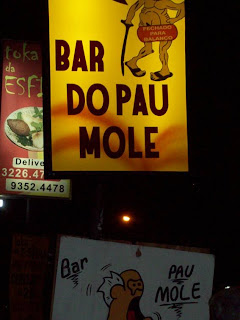 FECHADO
PARA
BALANÇO
BAR
DO PAU
MOLE
toka
da
ESFI
Delive
3226.47
9352.4478
Bar
PAU
MOLE